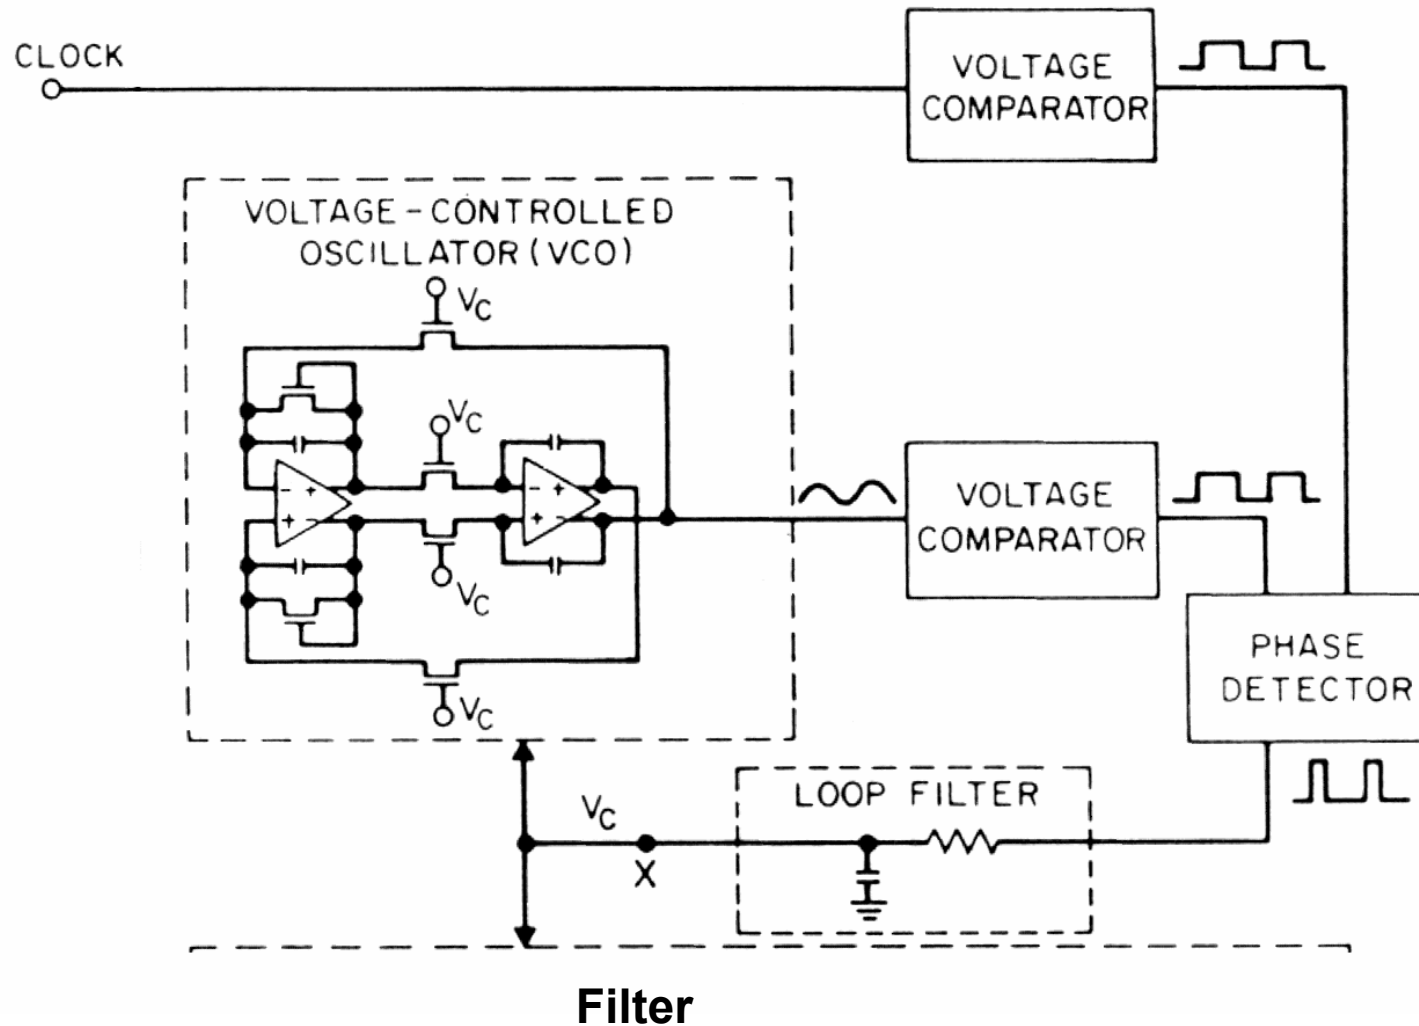 CLOCK
VOLTAGE
COMPARATOR
VOLTAGE-CONTROLLED
OSCILLATOR (VCO)
VC
VC
- +
+ -
- +
+ -
VC
VC
VOLTAGE
COMPARATOR
PHASE
DETECTOR
LOOP FILTER
VC
X
Filter